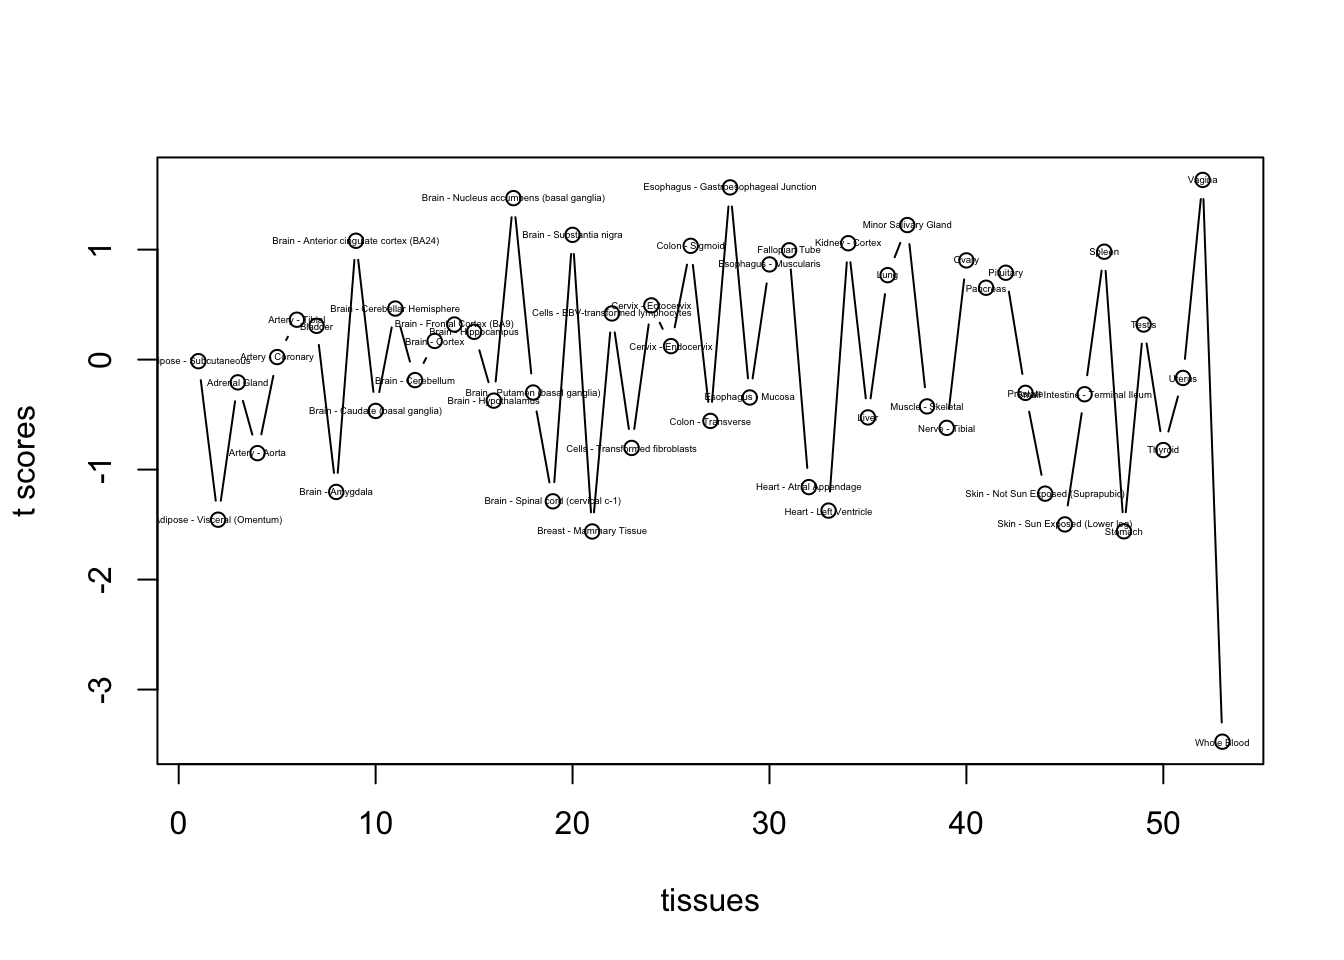 Vagina
Esophagus - Gastroesophageal Junction
Brain - Nucleus accumbens (basal ganglia)
Minor Salivary Gland
Brain - Substantia nigra
Brain - Anterior cingulate cortex (BA24)
Kidney - Cortex
Colon - Sigmoid
Fallopian Tube
Spleen
Ovary
Esophagus - Muscularis
Pituitary
Lung
Pancreas
Cervix - Ectocervix
Brain - Cerebellar Hemisphere
Cells - EBV-transformed lymphocytes
Artery - Tibial
Bladder
Brain - Frontal Cortex (BA9)
Testis
Brain - Hippocampus
Brain - Cortex
Cervix - Endocervix
Artery - Coronary
pose - Subcutaneous
Uterus
Brain - Cerebellum
Adrenal Gland
Brain - Putamen (basal ganglia)
Prostate
Small Intestine - Terminal Ileum
Esophagus - Mucosa
Brain - Hypothalamus
Muscle - Skeletal
Brain - Caudate (basal ganglia)
Liver
Colon - Transverse
Nerve - Tibial
Cells - Transformed fibroblasts
Thyroid
Artery - Aorta
Heart - Atrial Appendage
Brain - Amygdala
Skin - Not Sun Exposed (Suprapubic)
Brain - Spinal cord (cervical c-1)
Heart - Left Ventricle
Adipose - Visceral (Omentum)
Skin - Sun Exposed (Lower leg)
Breast - Mammary Tissue
Stomach
Whole Blood
1
0
-1
-2
-3
t scores
0 10 20 30 40 50
tissues